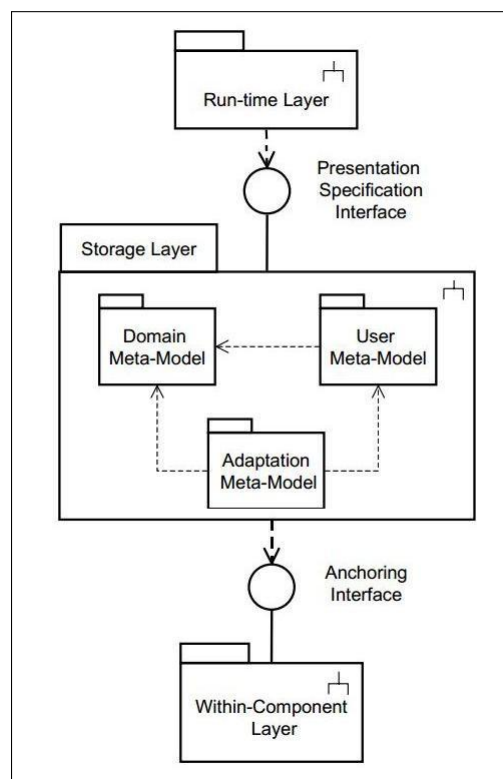 Run-time Layer
Presentation
Specification
Interface
Storage Layer
Domain
Meta-Model
User
Meta-Model
Adaptation
Meta-Model
Anchoring
Interface
Within-Component
Layer